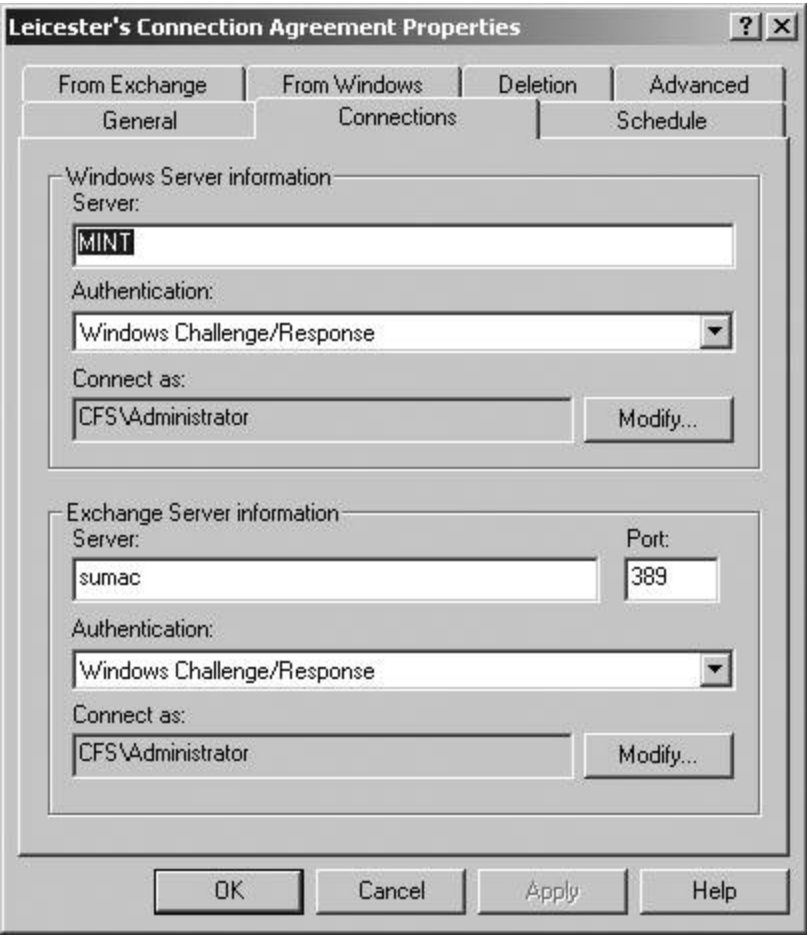 Leicester's Connection Agreement Properties
From Exchange From Windows Deletion Advanced
General Connections Schedule
Windows Server information
Server:
MINT
Authentication:
Windows Challenge/Response
Connect as:
CFS\Administrator Modify...
Exchange Server information
Server: Port:
sumac 389
Authentication:
Windows Challenge/Response
Connect as:
CFS\Administrator Modify...
OK Cancel Apply Help